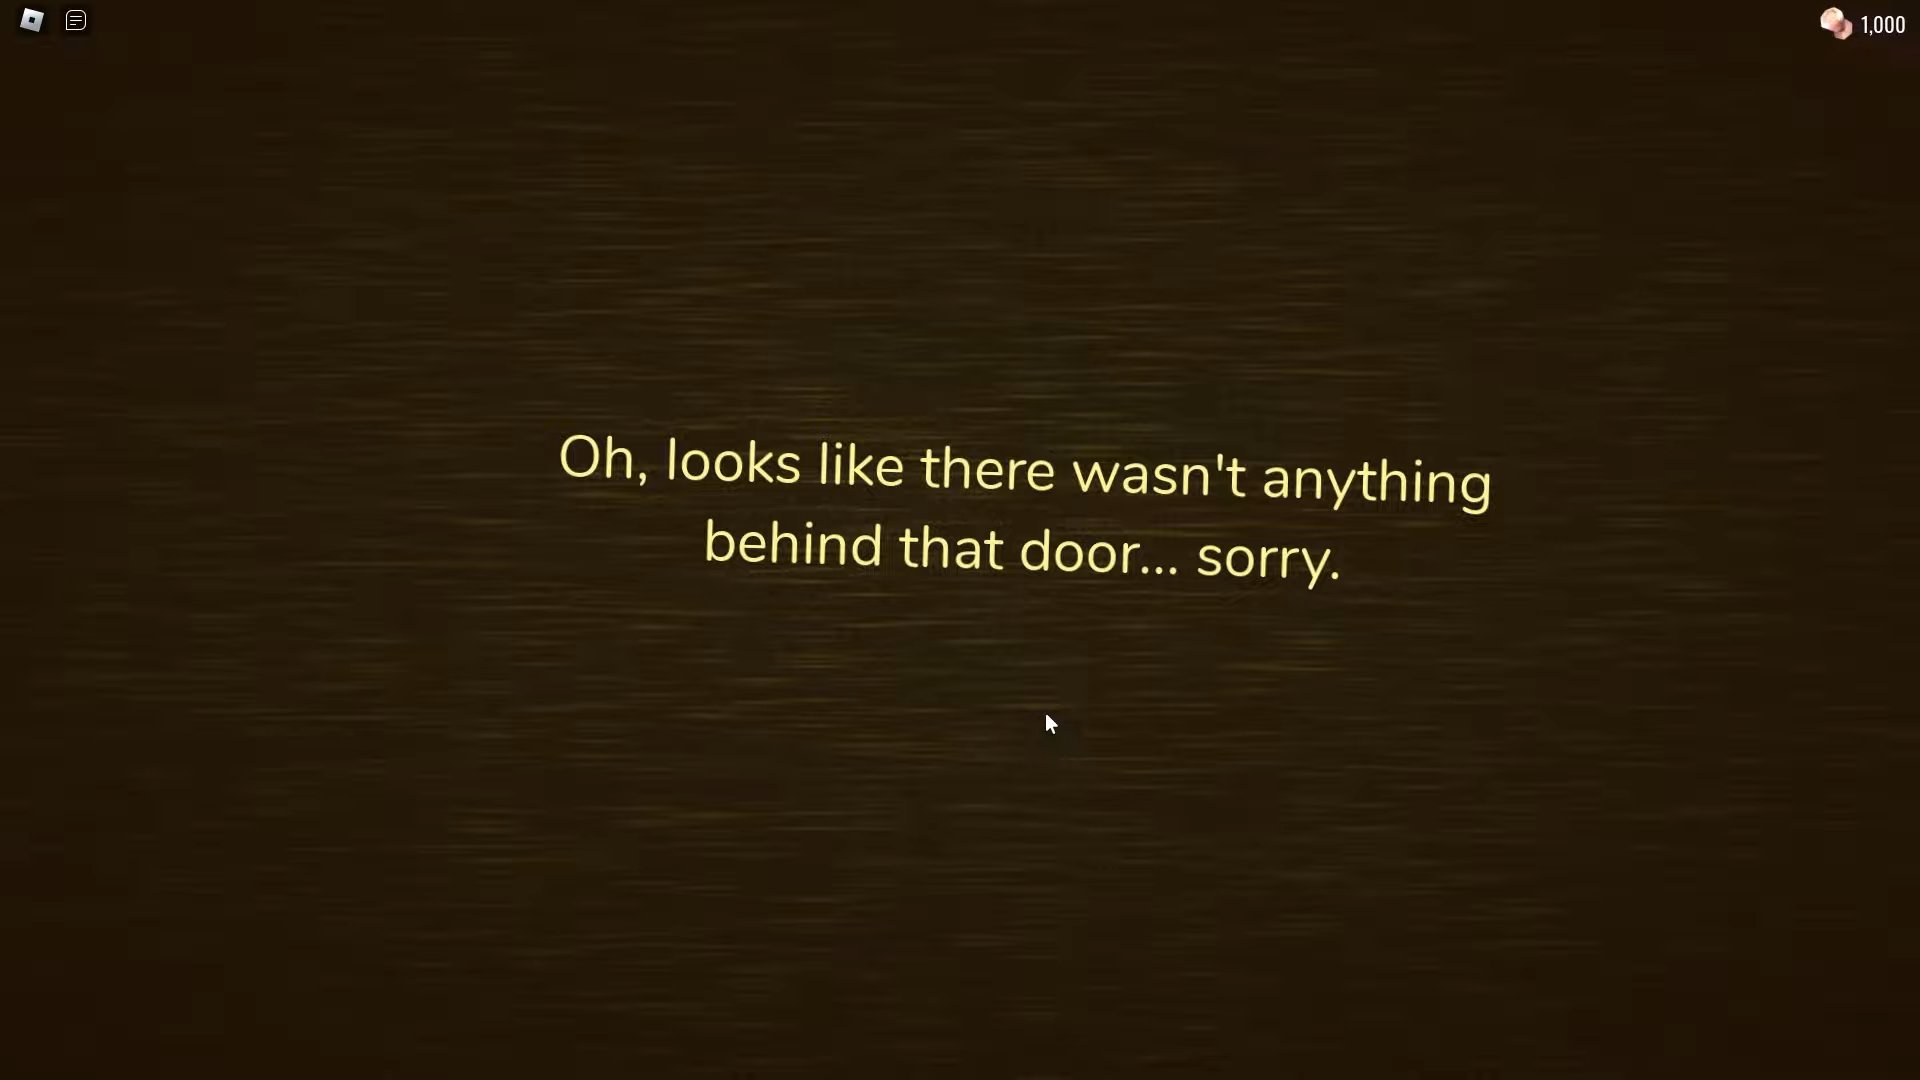 1,000
Oh, looks like there wasn't anything
behind that door... sorry.